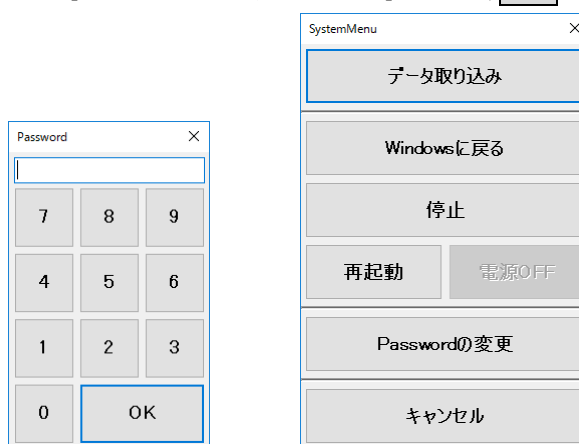 SystemMenu
データ取り込み
Windowsに戻る
停止
再起動 電源OFF
Passwordの変更
キャンセル
Password
7 8 9
4 5 6
1 2 3
0 OK